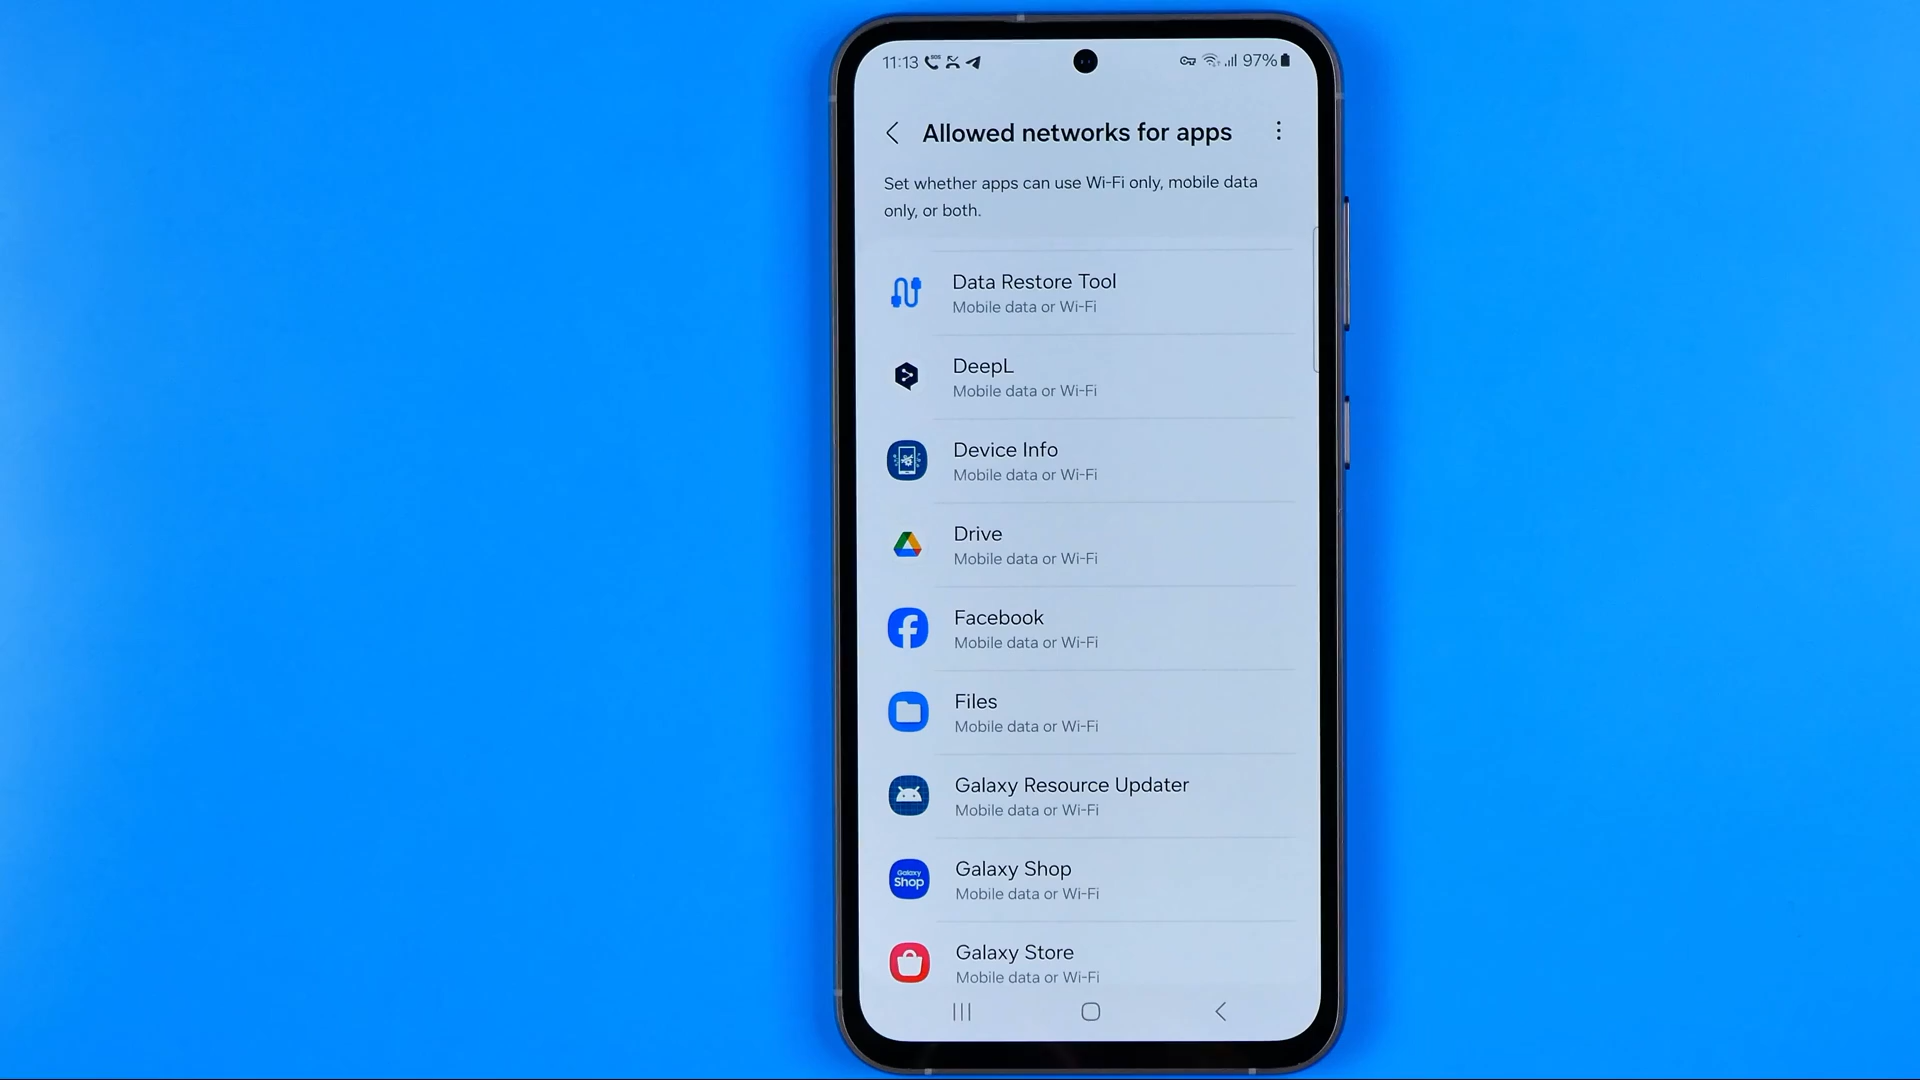 11:13
97%
Allowed networks for apps
Set whether apps can use Wi-Fi only, mobile data
only, or both.
Data Restore Tool
Mobile data or Wi-Fi
DeepL
Mobile data or Wi-Fi
Device Info
Mobile data or Wi-Fi
Drive
Mobile data or Wi-Fi
Facebook
Mobile data or Wi-Fi
Files
Mobile data or Wi-Fi
Galaxy Resource Updater
Mobile data or Wi-Fi
Galaxy
Shop
Galaxy Shop
Mobile data or Wi-Fi
Galaxy Store
Mobile data or Wi-Fi